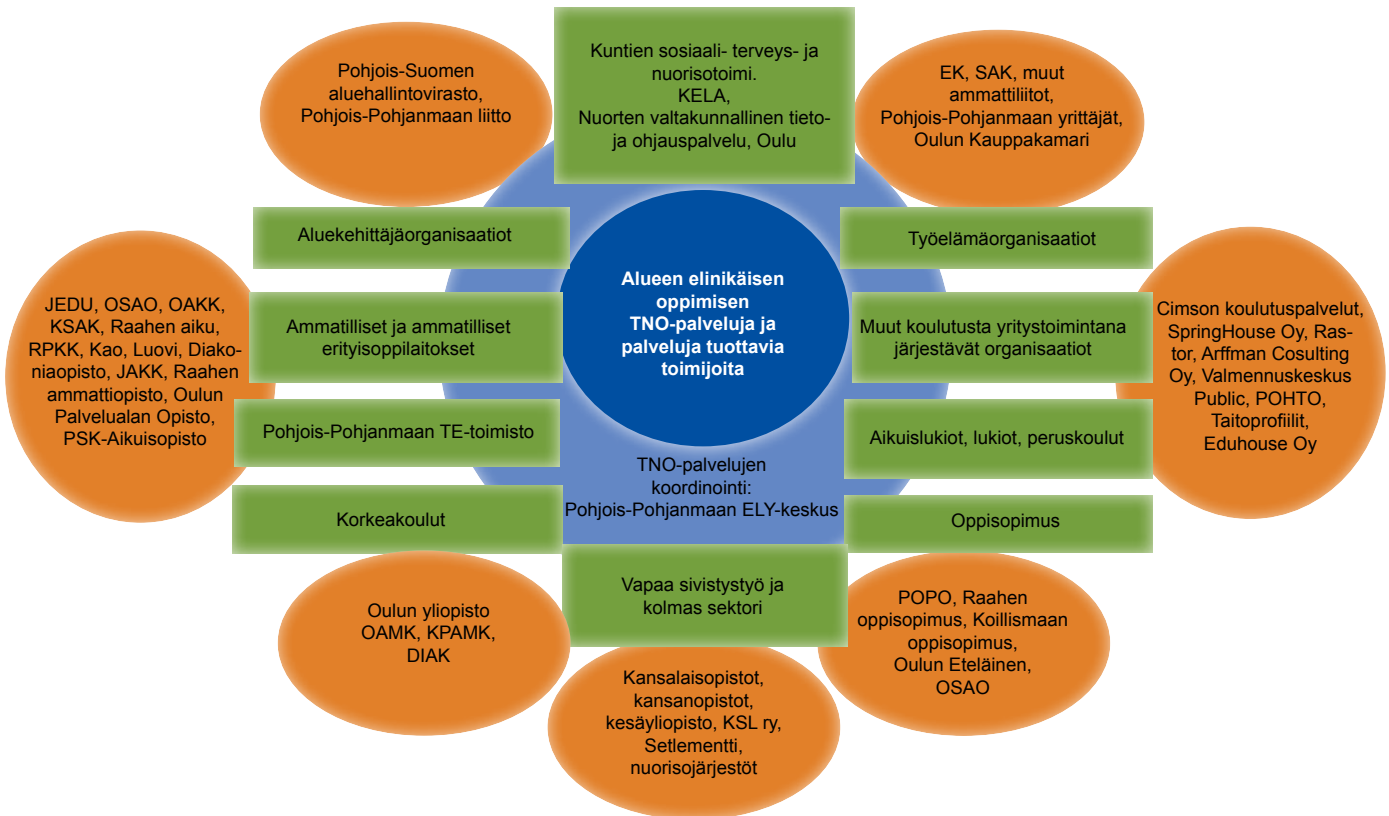 Pohjois-Suomen
aluehallintovirasto,
Pohjois-Pohjanmaan liitto
Kuntien sosiaali- terveys- ja
nuorisotoimi.
KELA,
Nuorten valtakunnallinen tieto-
ja ohjauspalvelu, Oulu
EK, SAK, muut
ammattiliitot,
Pohjois-Pohjanmaan yrittäjät,
Oulun Kauppakamari
Aluekehittäjäorganisaatiot
Työelämäorganisaatiot
JEDU, OSAO, OAKK,
KSAK, Raahen aiku,
RPKK, Kao, Luovi, Diako-
niaopisto, JAKK, Raahen
ammattiopisto, Oulun
Palvelualan Opisto,
PSK-Aikuisopisto
Ammatilliset ja ammatilliset
erityisoppilaitokset
Alueen elinikäisen
oppimisen
TNO-palveluja ja
palveluja tuottavia
toimijoita
Muut koulutusta yritystoimintana
järjestävät organisaatiot
Cimson koulutuspalvelut,
SpringHouse Oy, Ras-
tor, Arffman Cosulting
Oy, Valmennuskeskus
Public, POHTO,
Taitoprofiilit,
Eduhouse Oy
Pohjois-Pohjanmaan TE-toimisto
Aikuislukiot, lukiot, peruskoulut
TNO-palvelujen
koordinointi:
Pohjois-Pohjanmaan ELY-keskus
Korkeakoulut
Oppisopimus
Vapaa sivistystyö ja
kolmas sektori
Oulun yliopisto
OAMK, KPAMK,
DIAK
POPO, Raahen
oppisopimus, Koillismaan
oppisopimus,
Oulun Eteläinen,
OSAO
Kansalaisopistot,
kansanopistot,
kesäyliopisto, KSL ry,
Setlementti,
nuorisojärjestöt